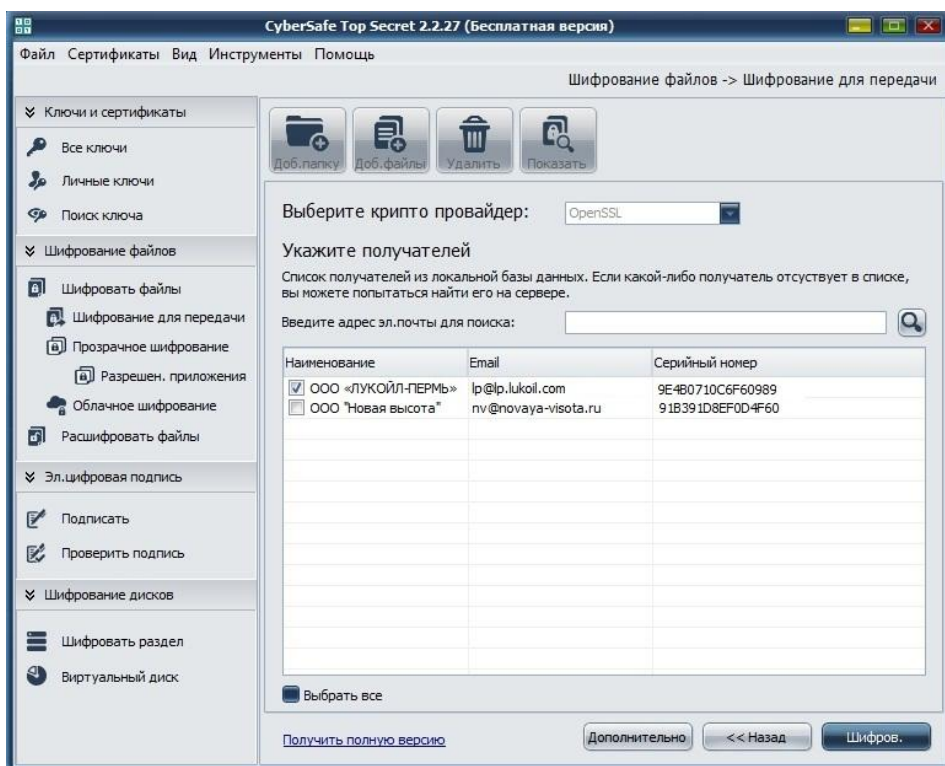 CyberSafe Top Secret 2.2.27 (Бесплатная версия)
Файл Сертификаты Вид Инструменты Помощь
Шифрование файлов -> Шифрование для передачи
Ключи и сертификаты
Все ключи
Личные ключи
Поиск ключа
Шифрование файлов
Шифровать файлы
Шифрование для передачи
Прозрачное шифрование
Разрешен. приложения
Облачное шифрование
Расшифровать файлы
Эл.цифровая подпись
Подписать
Проверить подпись
Шифрование дисков
Шифровать раздел
Виртуальный диск
Доб.папку Доб.файлы Удалить Показать
Выберите крипто провайдер: OpenSSL
Укажите получателей
Список получателей из локальной базы данных. Если какой-либо получатель отсуствует в списке,
вы можете попытаться найти его на сервере.
Введите адрес эл.почты для поиска:
Наименование Email Серийный номер
ООО «ЛУКОЙЛ-ПЕРМЬ» lp@lp.lukoil.com 9E4B0710C6F60989
ООО "Новая высота" nv@novaya-visota.ru 91B391D8EF0D4F60
Выбрать все
Получить полную версию
Дополнительно << Назад Шифров.